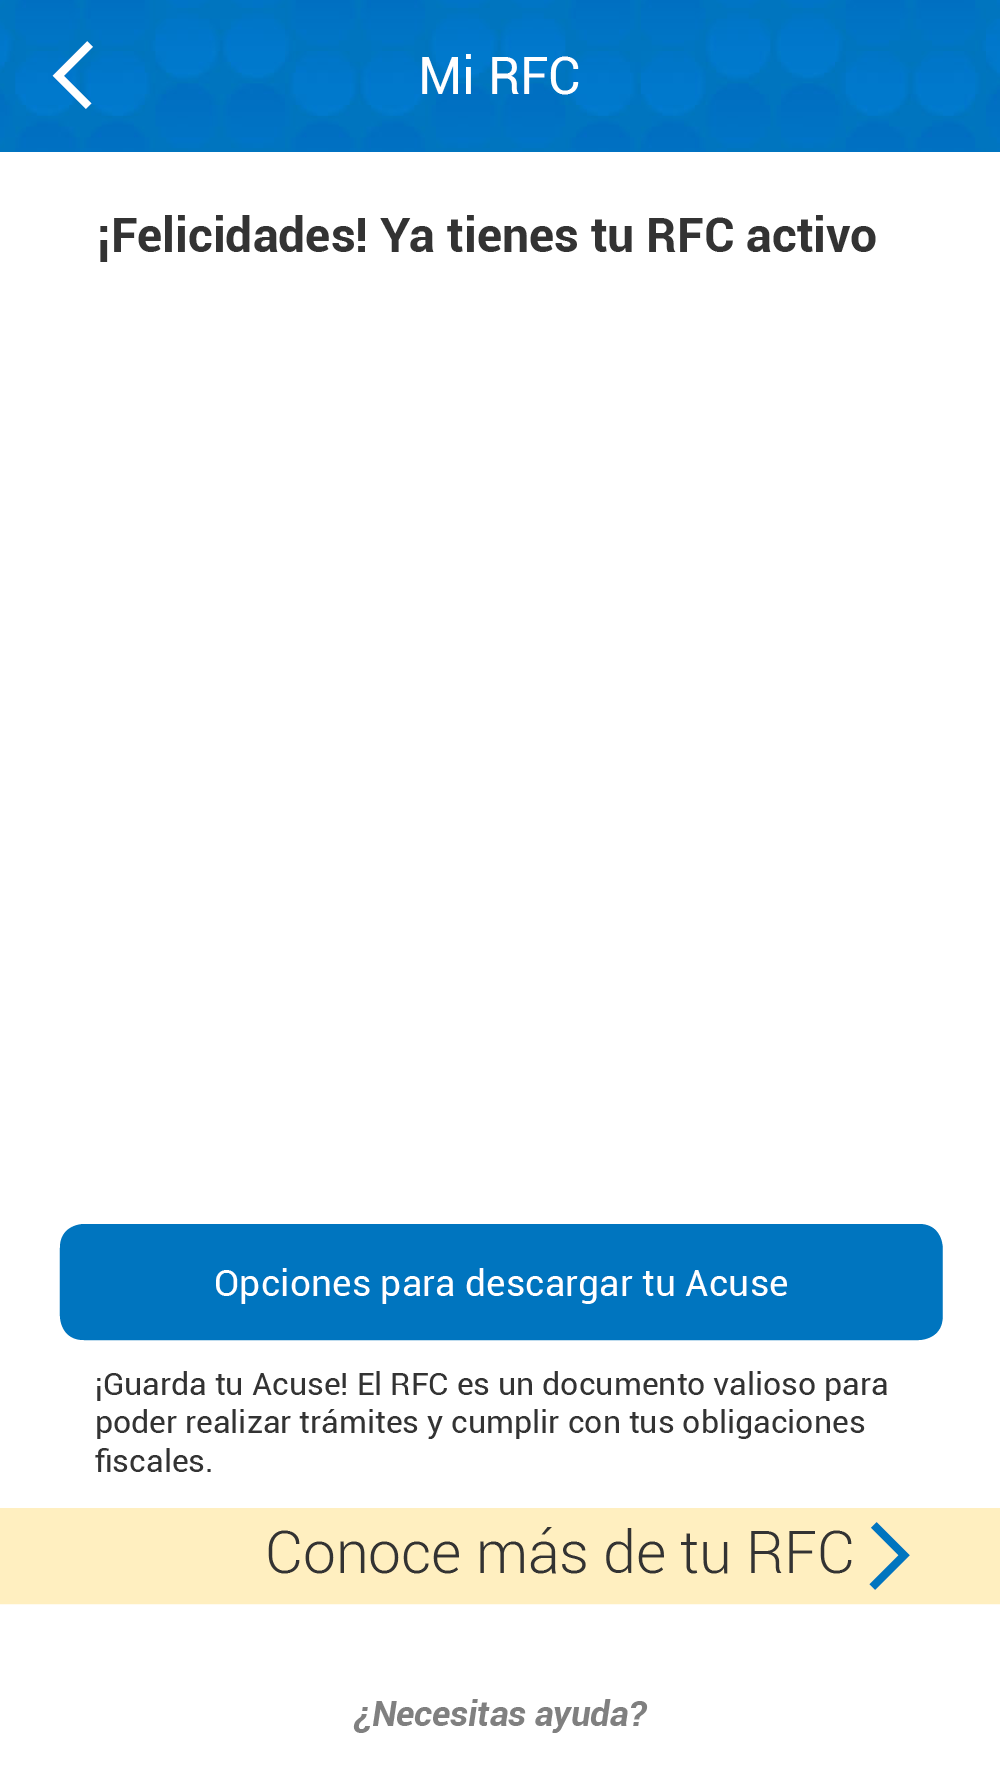 Mi RFC
¡Felicidades! Ya tienes tu RFC activo
Opciones para descargar tu Acuse
¡Guarda tu Acuse! El RFC es un documento valioso para
poder realizar trámites y cumplir con tus obligaciones
fiscales.
Conoce más de tu RFC
¿Necesitas ayuda?